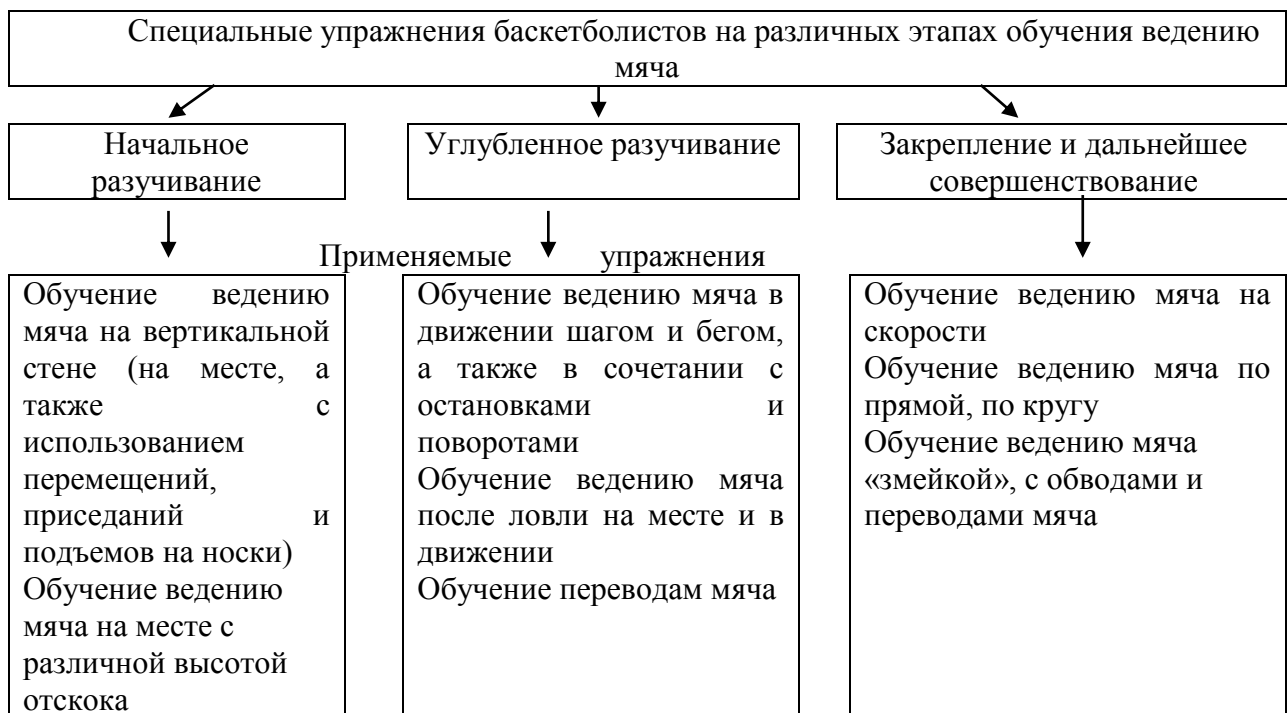 Специальные упражнения баскетболистов на различных этапах обучения ведению
мяча
Начальное
разучивание
Углубленное разучивание
Закрепление и дальнейшее
совершенствование
Применяемые упражнения
Обучение ведению
мяча на вертикальной
стене (на месте, а
также с
использованием
перемещений,
приседаний и
подъемов на носки)
Обучение ведению
мяча на месте с
различной высотой
отскока
Обучение ведению мяча в
движении шагом и бегом,
а также в сочетании с
остановками и
поворотами
Обучение ведению мяча
после ловли на месте и в
движении
Обучение переводам мяча
Обучение ведению мяча на
скорости
Обучение ведению мяча по
прямой, по кругу
Обучение ведению мяча
«змейкой», с обводами и
переводами мяча